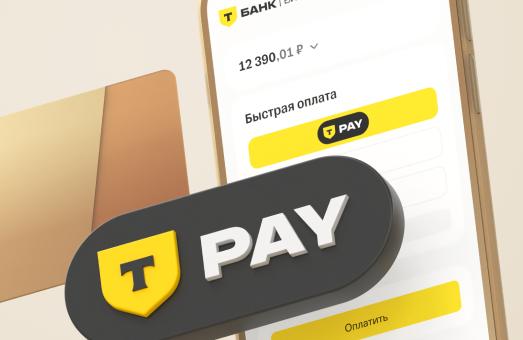 Т БАНК
12 390,01 ₽
Быстрая оплата
Т PAY
Т PAY
Оплатить